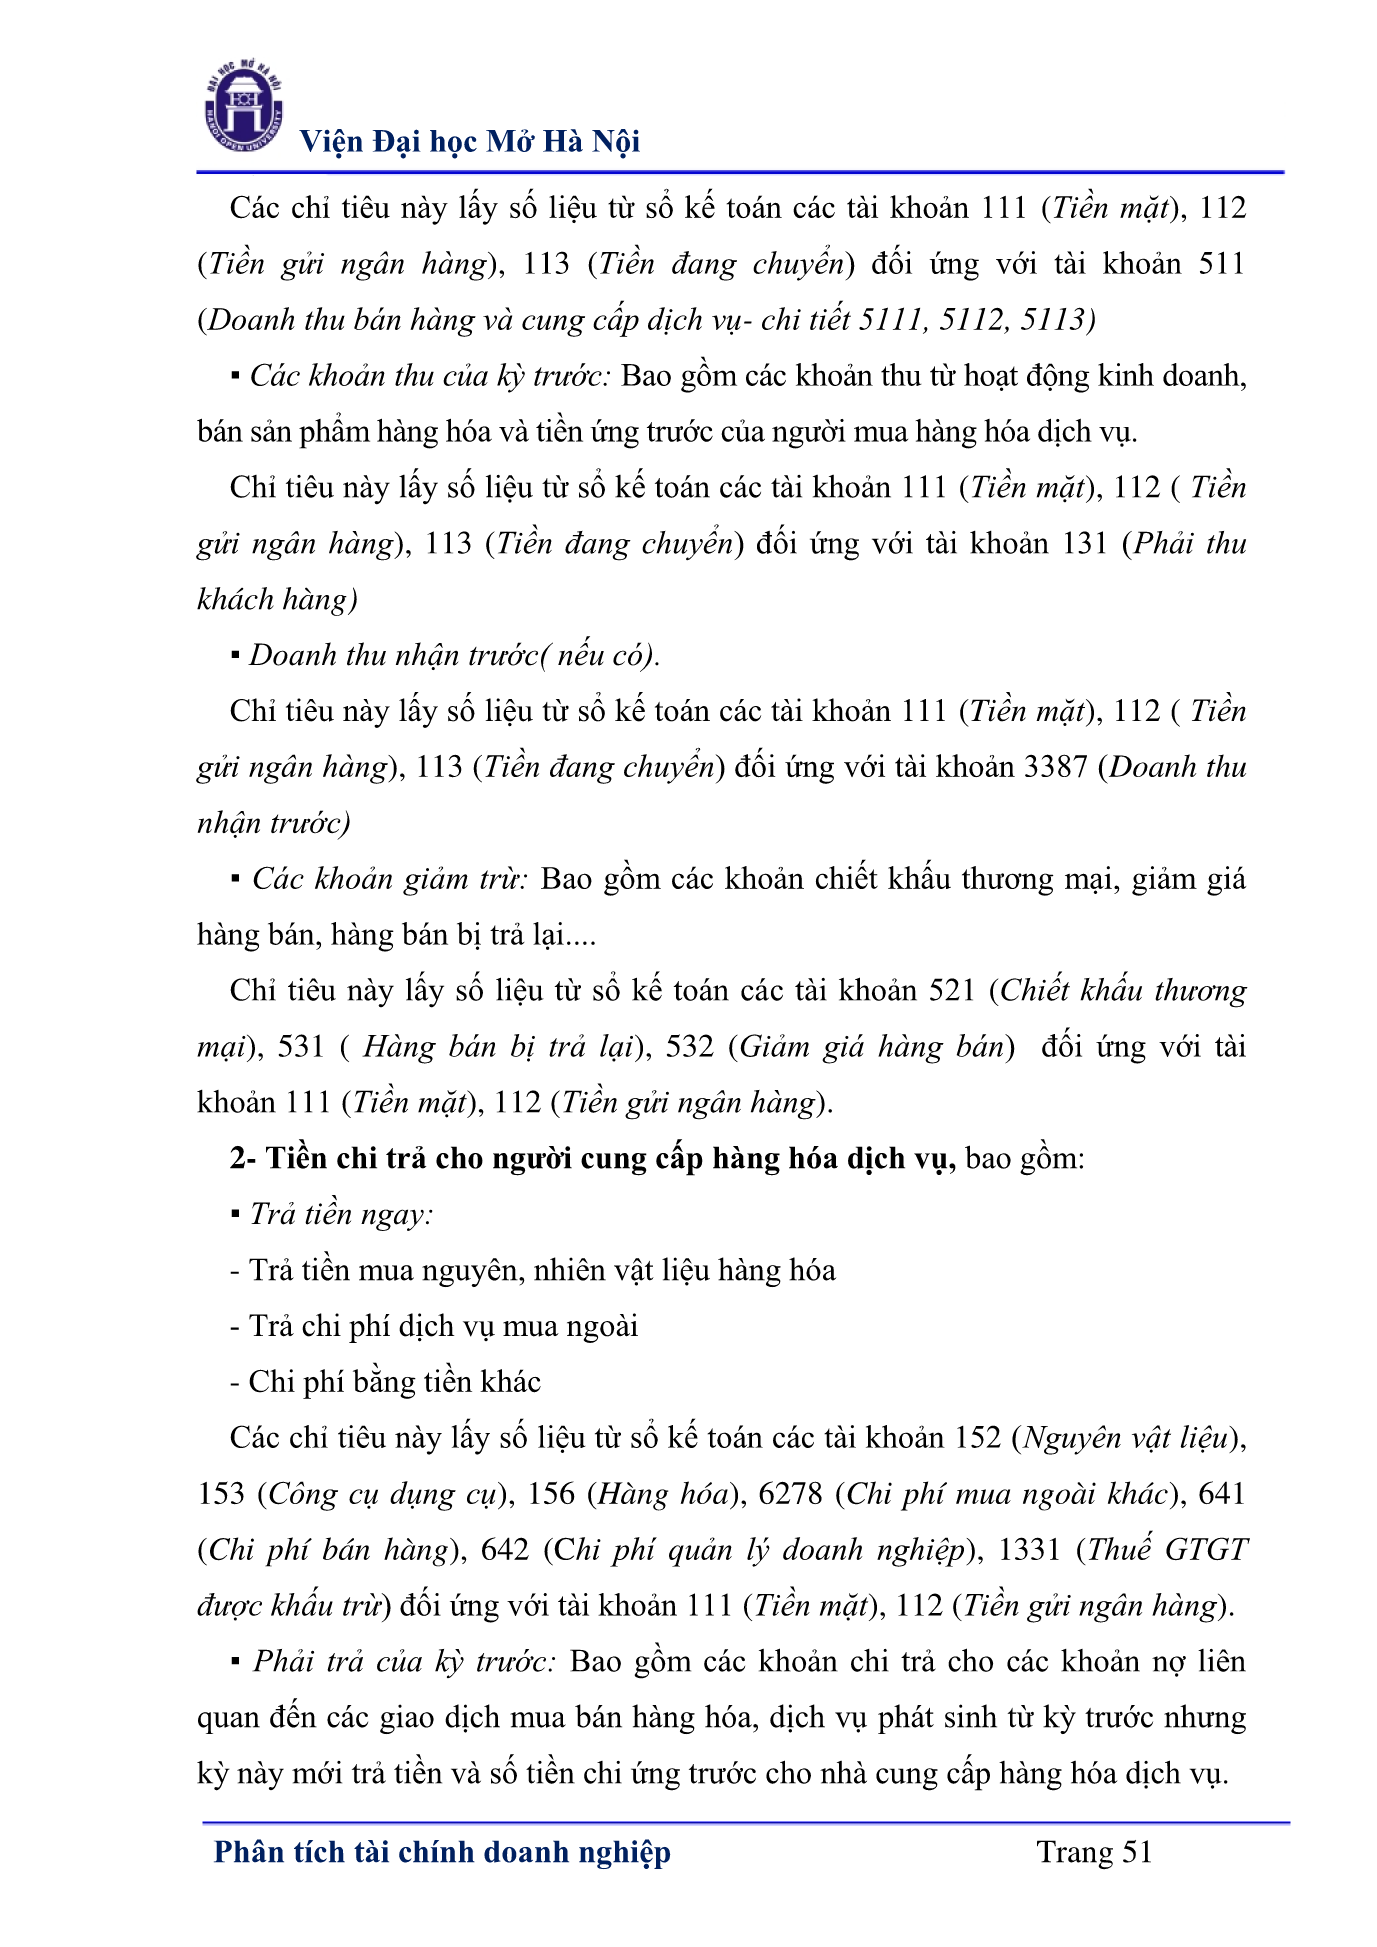 ĐẠI HỌC MỞ HÀ NỘI
HANOI OPEN UNIVERSITY
Viện Đại học Mở Hà Nội
Các chỉ tiêu này lấy số liệu từ sổ kế toán các tài khoản 111 (Tiền mặt), 112
(Tiền gửi ngân hàng), 113 (Tiền đang chuyển) đối ứng với tài khoản 511
(Doanh thu bán hàng và cung cấp dịch vụ- chi tiết 5111, 5112, 5113)
▪ Các khoản thu của kỳ trước: Bao gồm các khoản thu từ hoạt động kinh doanh,
bán sản phẩm hàng hóa và tiền ứng trước của người mua hàng hóa dịch vụ.
Chỉ tiêu này lấy số liệu từ sổ kế toán các tài khoản 111 (Tiền mặt), 112 ( Tiền
gửi ngân hàng), 113 (Tiền đang chuyển) đối ứng với tài khoản 131 (Phải thu
khách hàng)
▪ Doanh thu nhận trước( nếu có).
Chỉ tiêu này lấy số liệu từ sổ kế toán các tài khoản 111 (Tiền mặt), 112 ( Tiền
gửi ngân hàng), 113 (Tiền đang chuyển) đối ứng với tài khoản 3387 (Doanh thu
nhận trước)
▪ Các khoản giảm trừ: Bao gồm các khoản chiết khấu thương mại, giảm giá
hàng bán, hàng bán bị trả lại....
Chỉ tiêu này lấy số liệu từ sổ kế toán các tài khoản 521 (Chiết khấu thương
mại), 531 ( Hàng bán bị trả lại), 532 (Giảm giá hàng bán)  đối ứng với tài
khoản 111 (Tiền mặt), 112 (Tiền gửi ngân hàng).
2- Tiền chi trả cho người cung cấp hàng hóa dịch vụ, bao gồm:
▪ Trả tiền ngay:
- Trả tiền mua nguyên, nhiên vật liệu hàng hóa
- Trả chi phí dịch vụ mua ngoài
- Chi phí bằng tiền khác
Các chỉ tiêu này lấy số liệu từ sổ kế toán các tài khoản 152 (Nguyên vật liệu),
153 (Công cụ dụng cụ), 156 (Hàng hóa), 6278 (Chi phí mua ngoài khác), 641
(Chi phí bán hàng), 642 (Chi phí quản lý doanh nghiệp), 1331 (Thuế GTGT
được khấu trừ) đối ứng với tài khoản 111 (Tiền mặt), 112 (Tiền gửi ngân hàng).
▪ Phải trả của kỳ trước: Bao gồm các khoản chi trả cho các khoản nợ liên
quan đến các giao dịch mua bán hàng hóa, dịch vụ phát sinh từ kỳ trước nhưng
kỳ này mới trả tiền và số tiền chi ứng trước cho nhà cung cấp hàng hóa dịch vụ.
Phân tích tài chính doanh nghiệp Trang 51